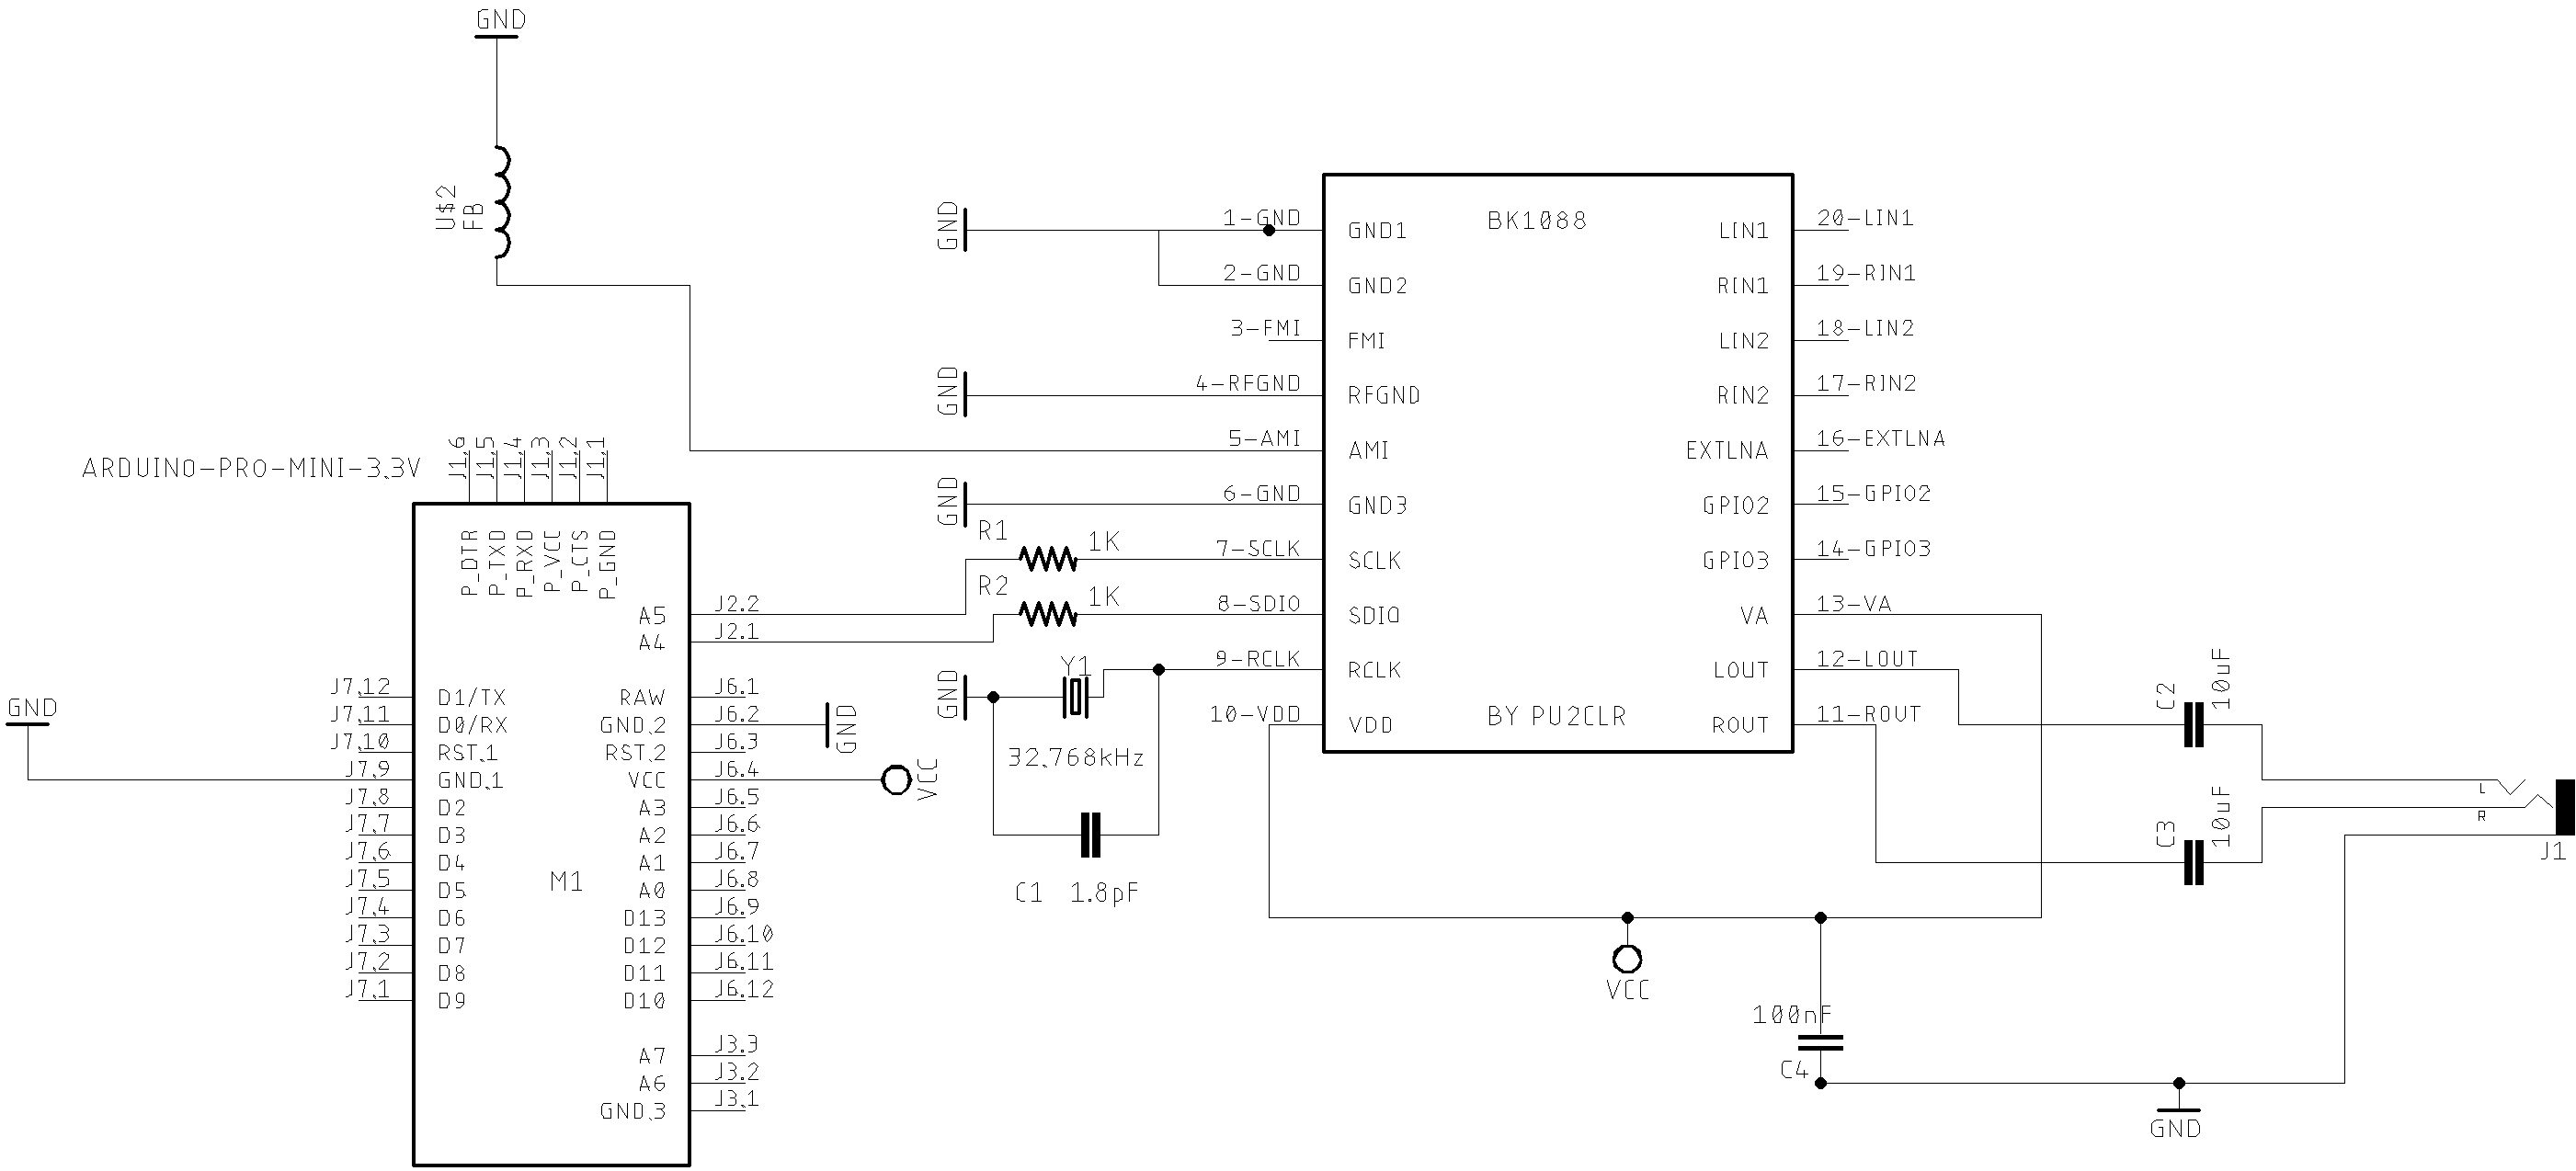 GND
U$2
FB
ARDUINO-PRO-MINI-3.3V
J1.6
J1.5
J1.4
J1.3
J1.2
J1.1
P_DTR
P_TXD
P_RXD
P_VCC
P_CTS
P_GND
A5 J2.2
A4 J2.1
GND
J7.12 D1/TX RAW J6.1
J7.11 D0/RX GND.2 J6.2
J7.10 RST.1 RST.2 J6.3
J7.9 GND.1 VCC J6.4
J7.8 D2 A3 J6.5
J7.7 D3 A2 J6.6
J7.6 D4 A1 J6.7
J7.5 D5 A0 J6.8
J7.4 D6 D13 J6.9
J7.3 D7 D12 J6.10
J7.2 D8 D11 J6.11
J7.1 D9 D10 J6.12
M1
A7 J3.3
A6 J3.2
GND.3 J3.1
GND
VCC
GND
GND
GND
GND
R1 1K
R2 1K
Y1
32.768kHz
C1 1.8pF
BK1088
1-GND GND1 LIN1 20-LIN1
2-GND GND2 RIN1 19-RIN1
3-FMI FMI LIN2 18-LIN2
4-RFGND RFGND RIN2 17-RIN2
5-AMI AMI EXTLNA 16-EXTLNA
6-GND GND3 GPIO2 15-GPIO2
7-SCLK SCLK GPIO3 14-GPIO3
8-SDIO SDIO VA 13-VA
9-RCLK RCLK LOUT 12-LOUT
10-VDD VDD ROUT 11-ROUT
BY PU2CLR
C2
10uF
C3
10uF
L
R
J1
VCC
100nF
C4
GND